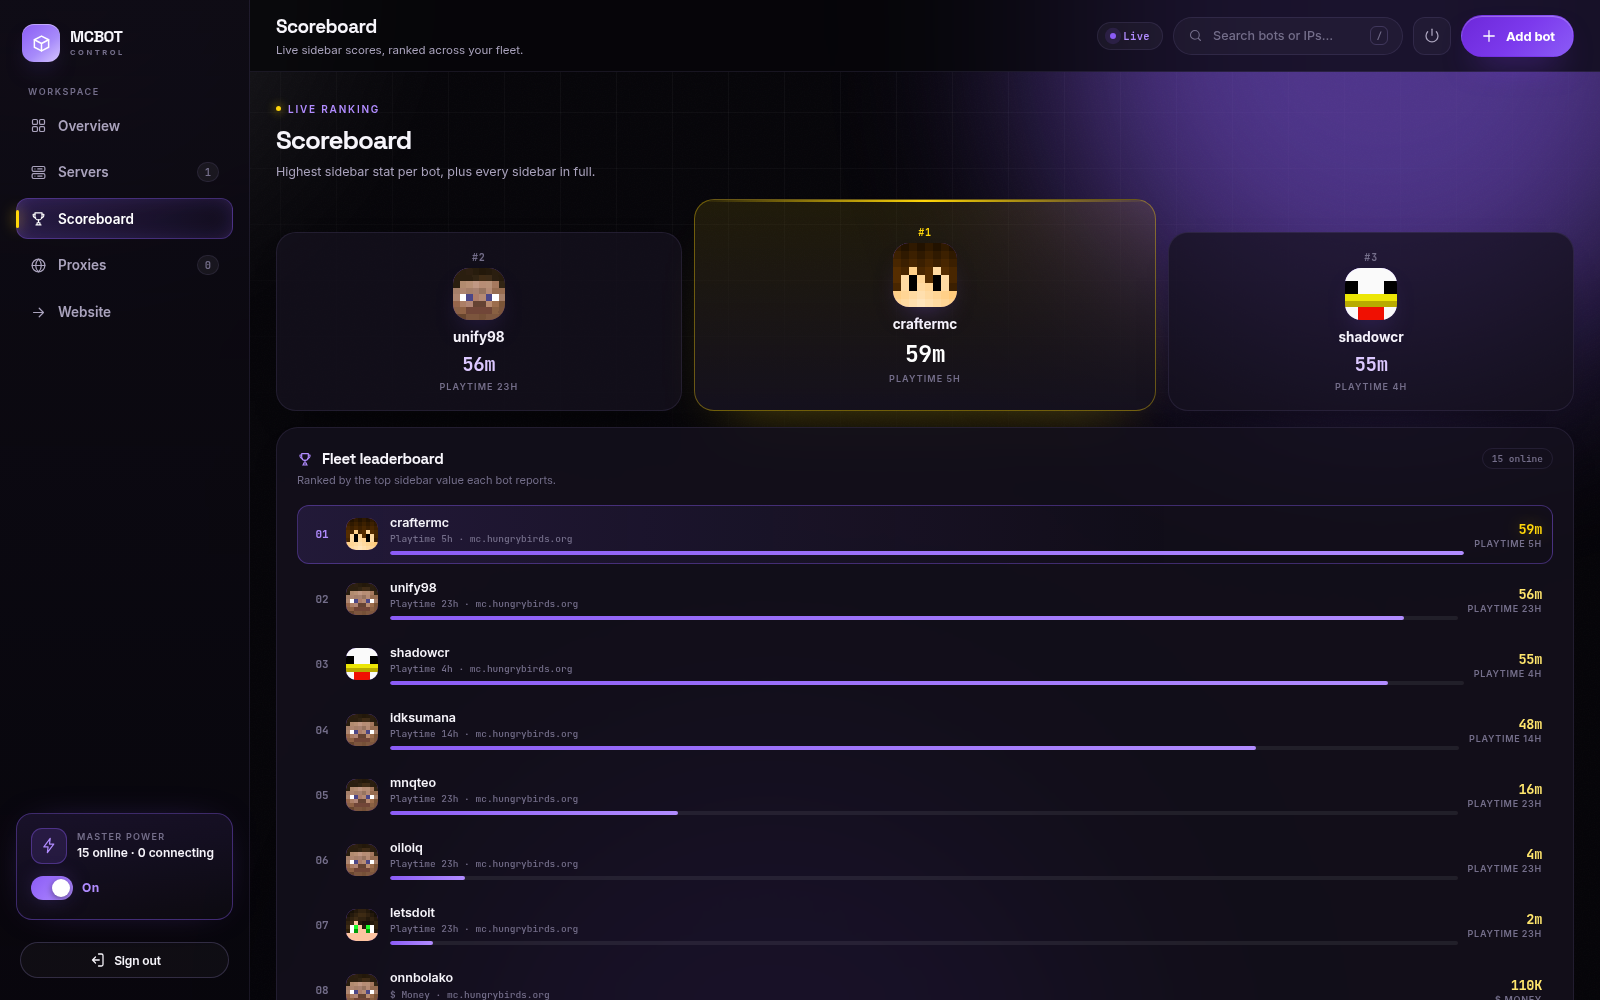 MCBOT
CONTROL
WORKSPACE
Overview
Servers 1
Scoreboard
Proxies 0
Website
MASTER POWER
15 online · 0 connecting
On
Sign out
Scoreboard
Live sidebar scores, ranked across your fleet.
Live
Search bots or IPs...
/
Add bot
LIVE RANKING
Scoreboard
Highest sidebar stat per bot, plus every sidebar in full.
#2
unify98
56m
PLAYTIME 23H
#1
craftermc
59m
PLAYTIME 5H
#3
shadowcr
55m
PLAYTIME 4H
Fleet leaderboard
15 online
Ranked by the top sidebar value each bot reports.
01
craftermc
Playtime 5h · mc.hungrybirds.org
59m
PLAYTIME 5H
02
unify98
Playtime 23h · mc.hungrybirds.org
56m
PLAYTIME 23H
03
shadowcr
Playtime 4h · mc.hungrybirds.org
55m
PLAYTIME 4H
04
idksumana
Playtime 14h · mc.hungrybirds.org
48m
PLAYTIME 14H
05
mnqteo
Playtime 23h · mc.hungrybirds.org
16m
PLAYTIME 23H
06
oiloiq
Playtime 23h · mc.hungrybirds.org
4m
PLAYTIME 23H
07
letsdoit
Playtime 23h · mc.hungrybirds.org
2m
PLAYTIME 23H
08
onnbolako
$ Money · mc.hungrybirds.org
110K
$ MONEY